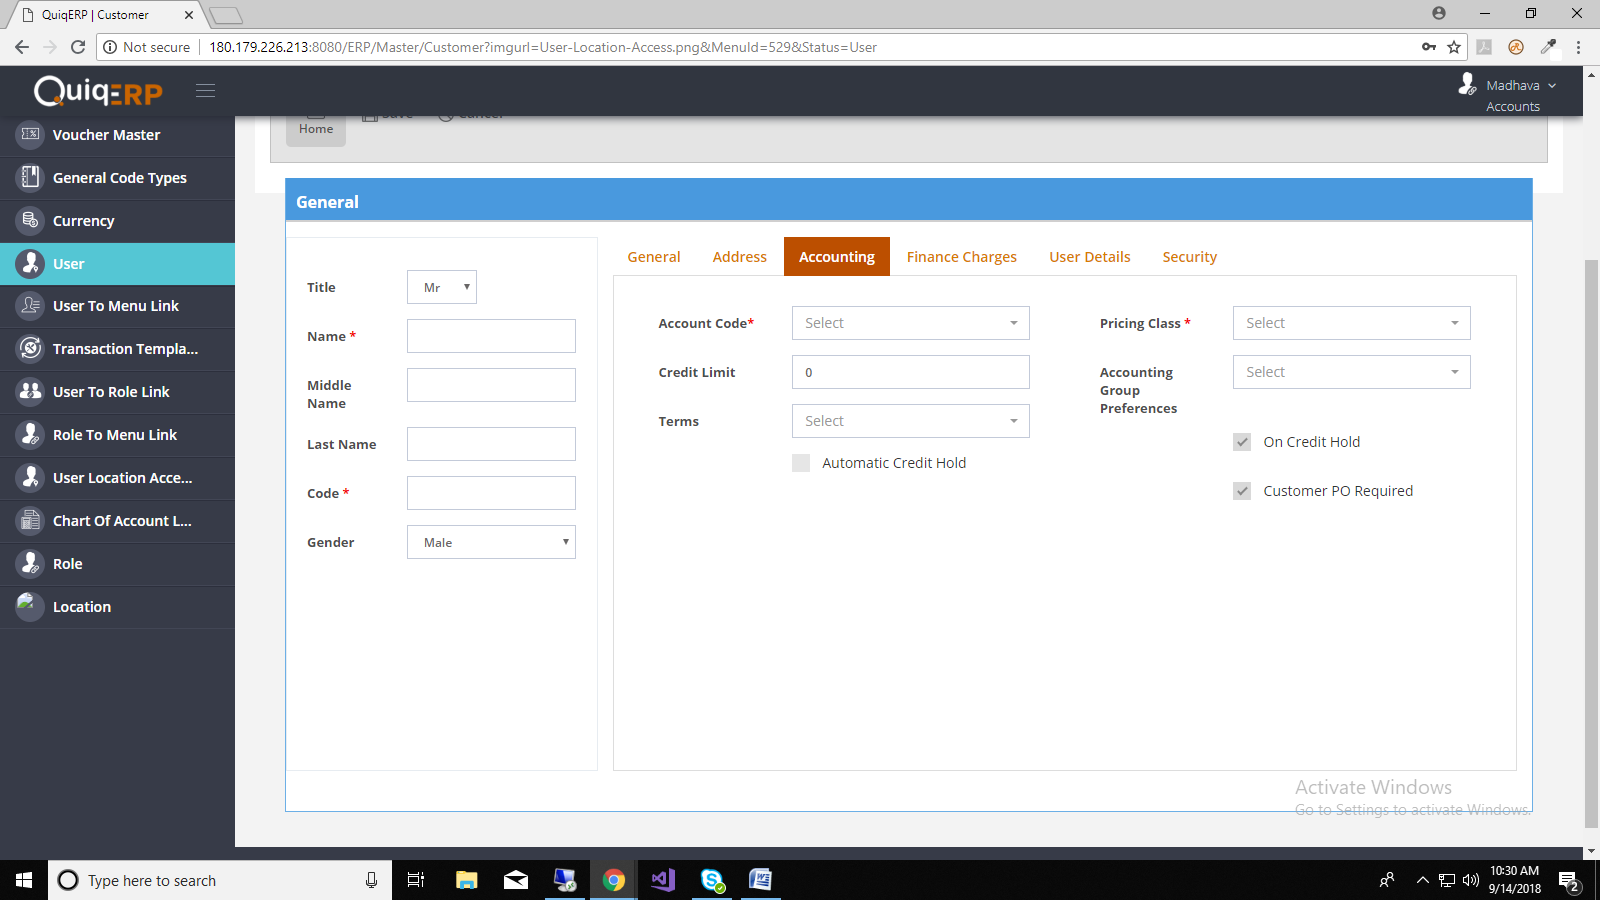 QuiqERP | Customer
Not secure
180.179.226.213:8080/ERP/Master/Customer?imgurl=User-Location-Access.png&MenuId=529&Status=User
QuiqERP
Madhava
Accounts
Home
Save
Cancel
Voucher Master
General Code Types
Currency
User
User To Menu Link
Transaction Templa...
User To Role Link
Role To Menu Link
User Location Acce...
Chart Of Account L...
Role
Location
General
Title
Mr
Name *
Middle
Name
Last Name
Code *
Gender
Male
General Address Accounting Finance Charges User Details Security
Account Code*
Select
Credit Limit
0
Terms
Select
Automatic Credit Hold
Pricing Class *
Select
Accounting
Group
Preferences
Select
On Credit Hold
Customer PO Required
Activate Windows
Go to Settings to activate Windows.
Type here to search
10:30 AM
9/14/2018
2